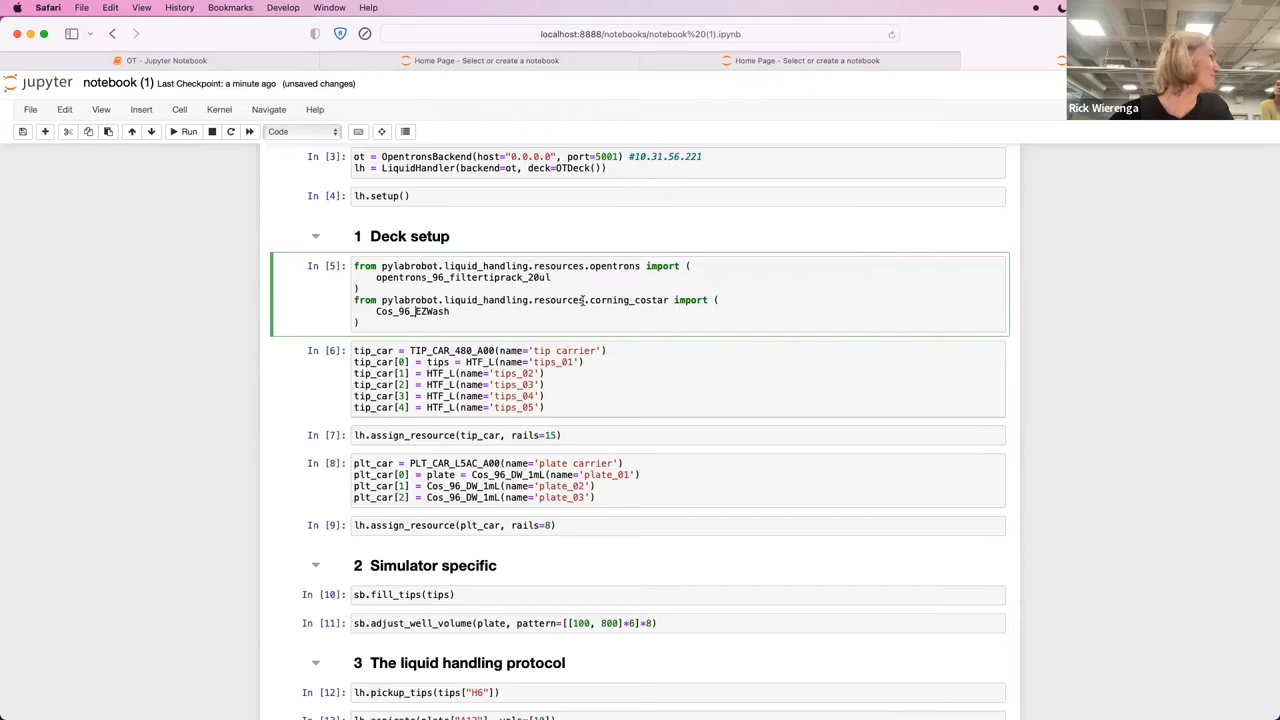 Safari File Edit View History Bookmarks Develop Window Help
localhost:8888/notebooks/notebook%20(1).ipynb
OT - Jupyter Notebook
Home Page - Select or create a notebook
Home Page - Select or create a notebook
Rick Wierenga
jupyter notebook (1) Last Checkpoint: a minute ago (unsaved changes)
File Edit View Insert Cell Kernel Navigate Help
Run Code
In [3]: ot = OpentronsBackend(host="0.0.0.0", port=5001) #10.31.56.221
lh = LiquidHandler(backend=ot, deck=OTDeck())
In [4]: lh.setup()
1 Deck setup
In [5]: from pylabrobot.liquid_handling.resources.opentrons import (
opentrons_96_filtertiprack_20ul
)
from pylabrobot.liquid_handling.resources.corning_costar import (
Cos_96_EZWash
)
In [6]: tip_car = TIP_CAR_480_A00(name='tip carrier')
tip_car[0] = tips = HTF_L(name='tips_01')
tip_car[1] = HTF_L(name='tips_02')
tip_car[2] = HTF_L(name='tips_03')
tip_car[3] = HTF_L(name='tips_04')
tip_car[4] = HTF_L(name='tips_05')
In [7]: lh.assign_resource(tip_car, rails=15)
In [8]: plt_car = PLT_CAR_L5AC_A00(name='plate carrier')
plt_car[0] = plate = Cos_96_DW_1mL(name='plate_01')
plt_car[1] = Cos_96_DW_1mL(name='plate_02')
plt_car[2] = Cos_96_DW_1mL(name='plate_03')
In [9]: lh.assign_resource(plt_car, rails=8)
2 Simulator specific
In [10]: sb.fill_tips(tips)
In [11]: sb.adjust_well_volume(plate, pattern=[[100, 800]*6]*8)
3 The liquid handling protocol
In [12]: lh.pickup_tips(tips["H6"])